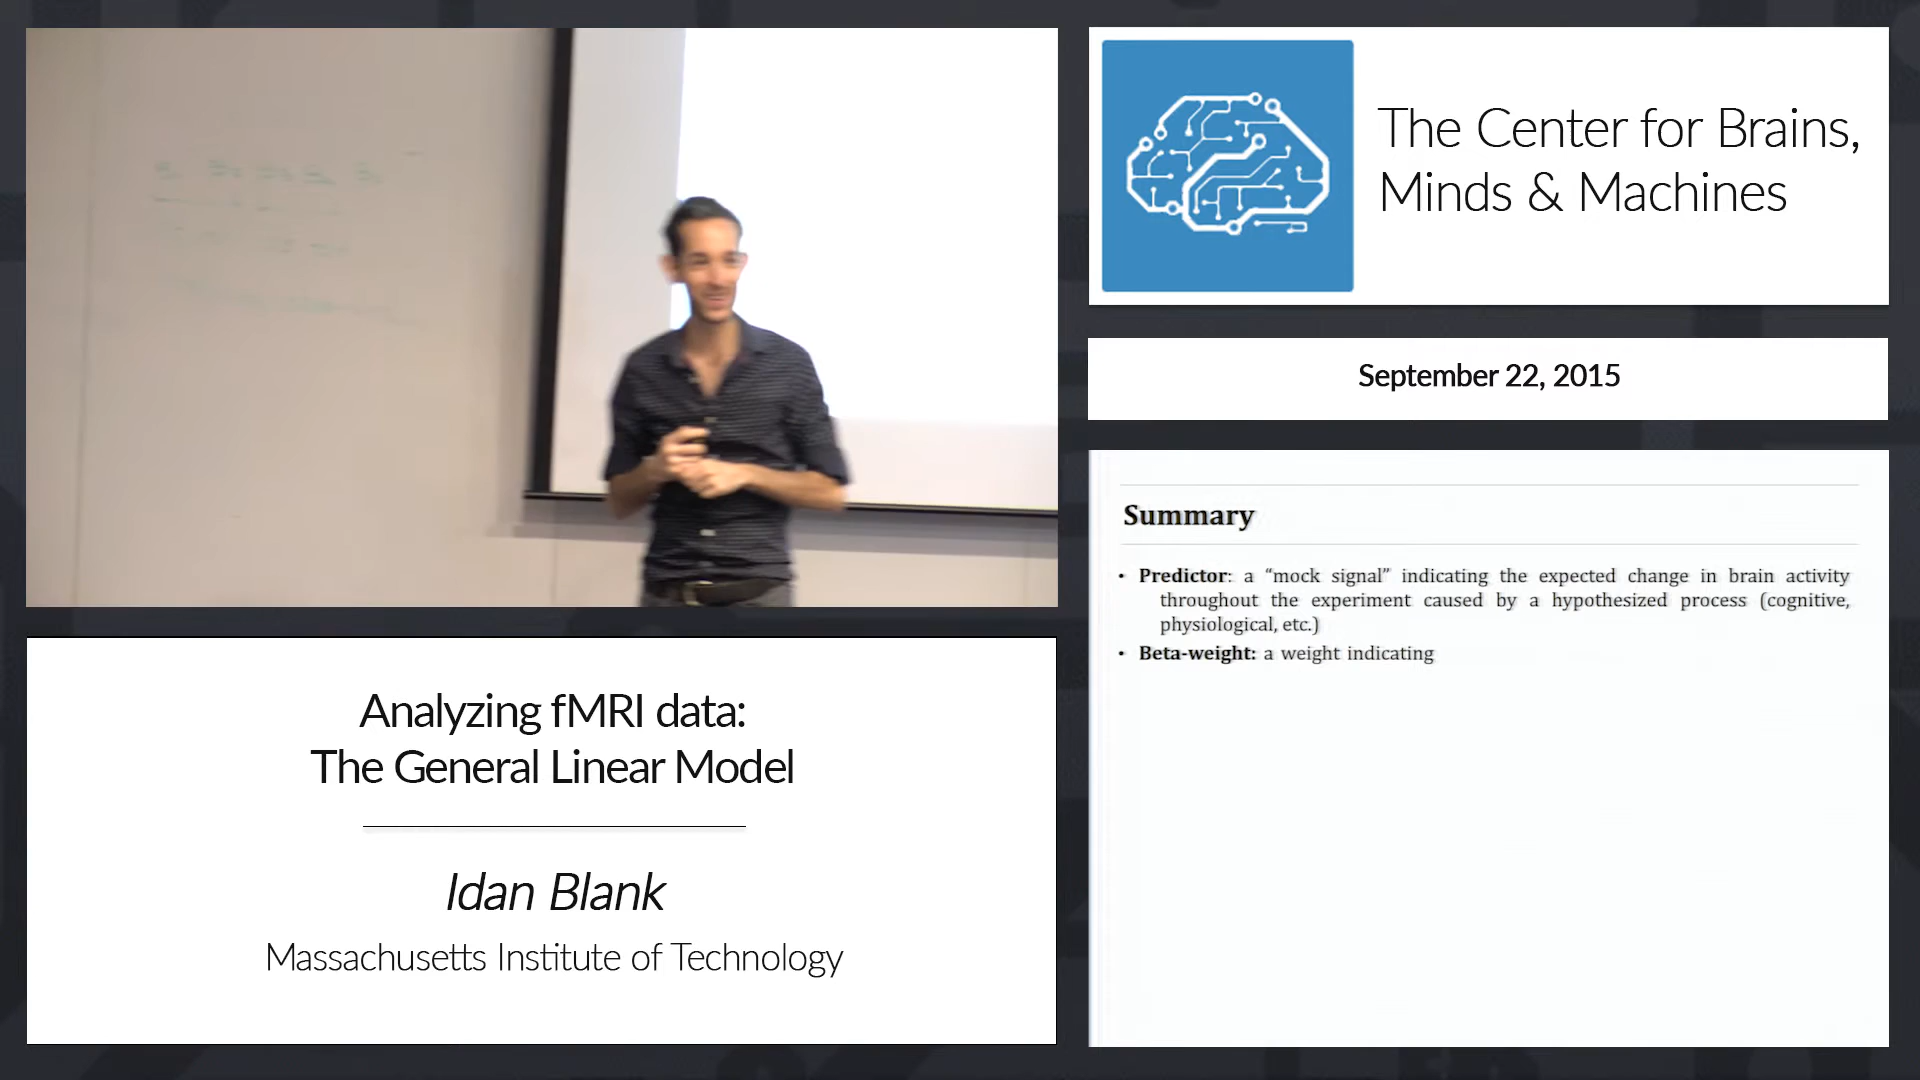 The Center for Brains,
Minds & Machines
September 22, 2015
Summary
• Predictor: a “mock signal” indicating the expected change in brain activity
throughout the experiment caused by a hypothesized process (cognitive,
physiological, etc.)
• Beta-weight: a weight indicating
Analyzing fMRI data:
The General Linear Model
Idan Blank
Massachusetts Institute of Technology